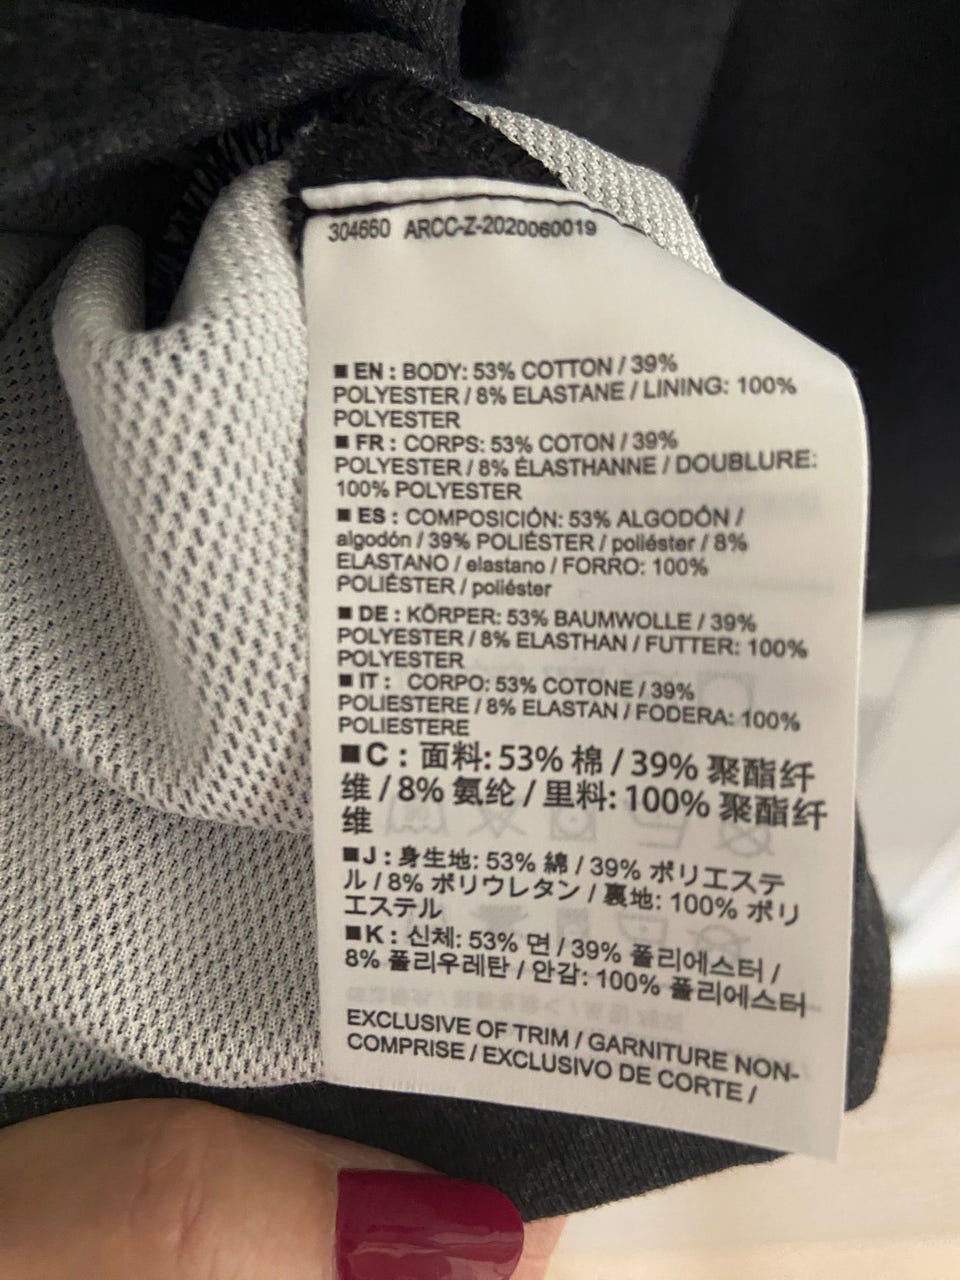 304660 ARCC-Z-2020060019
■ EN : BODY: 53% COTTON / 39%
POLYESTER / 8% ELASTANE / LINING: 100%
POLYESTER
■ FR : CORPS: 53% COTON / 39%
POLYESTER / 8% ÉLASTHANNE / DOUBLURE:
100% POLYESTER
■ ES : COMPOSICIÓN: 53% ALGODÓN /
algodón / 39% POLIÉSTER / poliéster / 8%
ELASTANO / elastano / FORRO: 100%
POLIÉSTER / poliéster
■ DE : KÖRPER: 53% BAUMWOLLE / 39%
POLYESTER / 8% ELASTHAN / FUTTER: 100%
POLYESTER
■ IT : CORPO: 53% COTONE / 39%
POLIESTERE / 8% ELASTAN / FODERA: 100%
POLIESTERE
■C : 面料: 53% 棉 / 39% 聚酯纤
维 / 8% 氨纶 / 里料: 100% 聚酯纤
维
■J : 身生地: 53% 綿 / 39% ポリエステ
ル / 8% ポリウレタン / 裏地: 100% ポリ
エステル
■K : 신체: 53% 면 / 39% 폴리에스터 /
8% 폴리우레탄 / 안감: 100% 폴리에스터
EXCLUSIVE OF TRIM / GARNITURE NON-
COMPRISE / EXCLUSIVO DE CORTE /